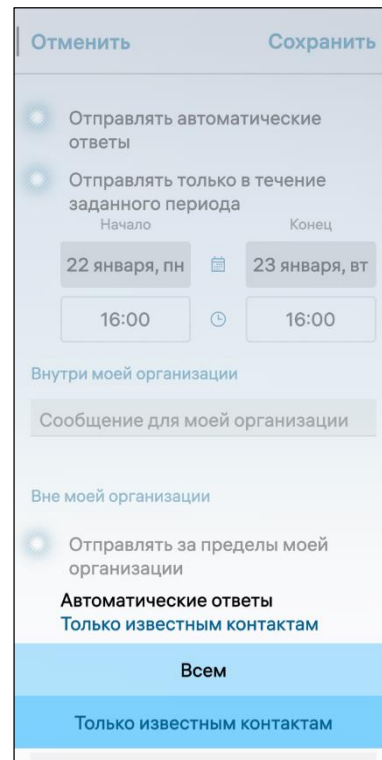 Отменить Сохранить
Отправлять автоматические
ответы
Отправлять только в течение
заданного периода
Начало Конец
22 января, пн 23 января, вт
16:00 16:00
Внутри моей организации
Сообщение для моей организации
Вне моей организации
Отправлять за пределы моей
организации
Автоматические ответы
Только известным контактам
Всем
Только известным контактам